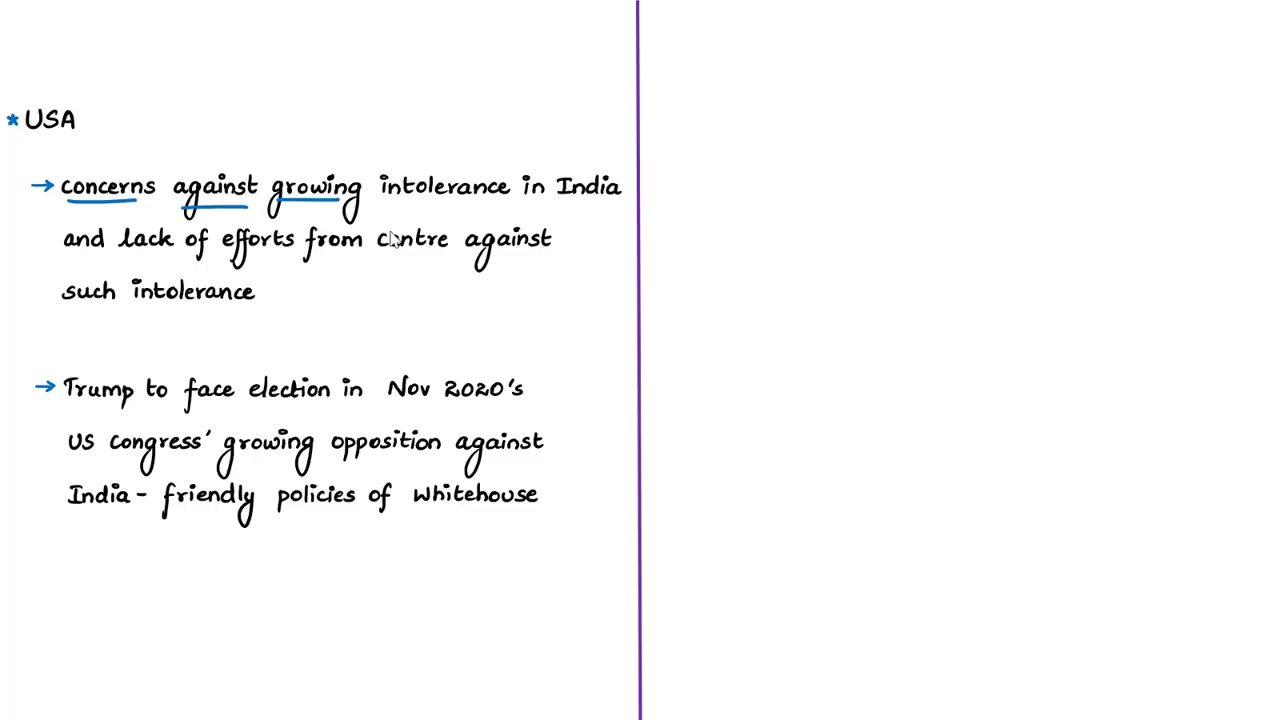 * USA
→ concerns against growing intolerance in India
and lack of efforts from centre against
such intolerance
→ Trump to face election in Nov 2020's
US congress' growing opposition against
India - friendly policies of whitehouse